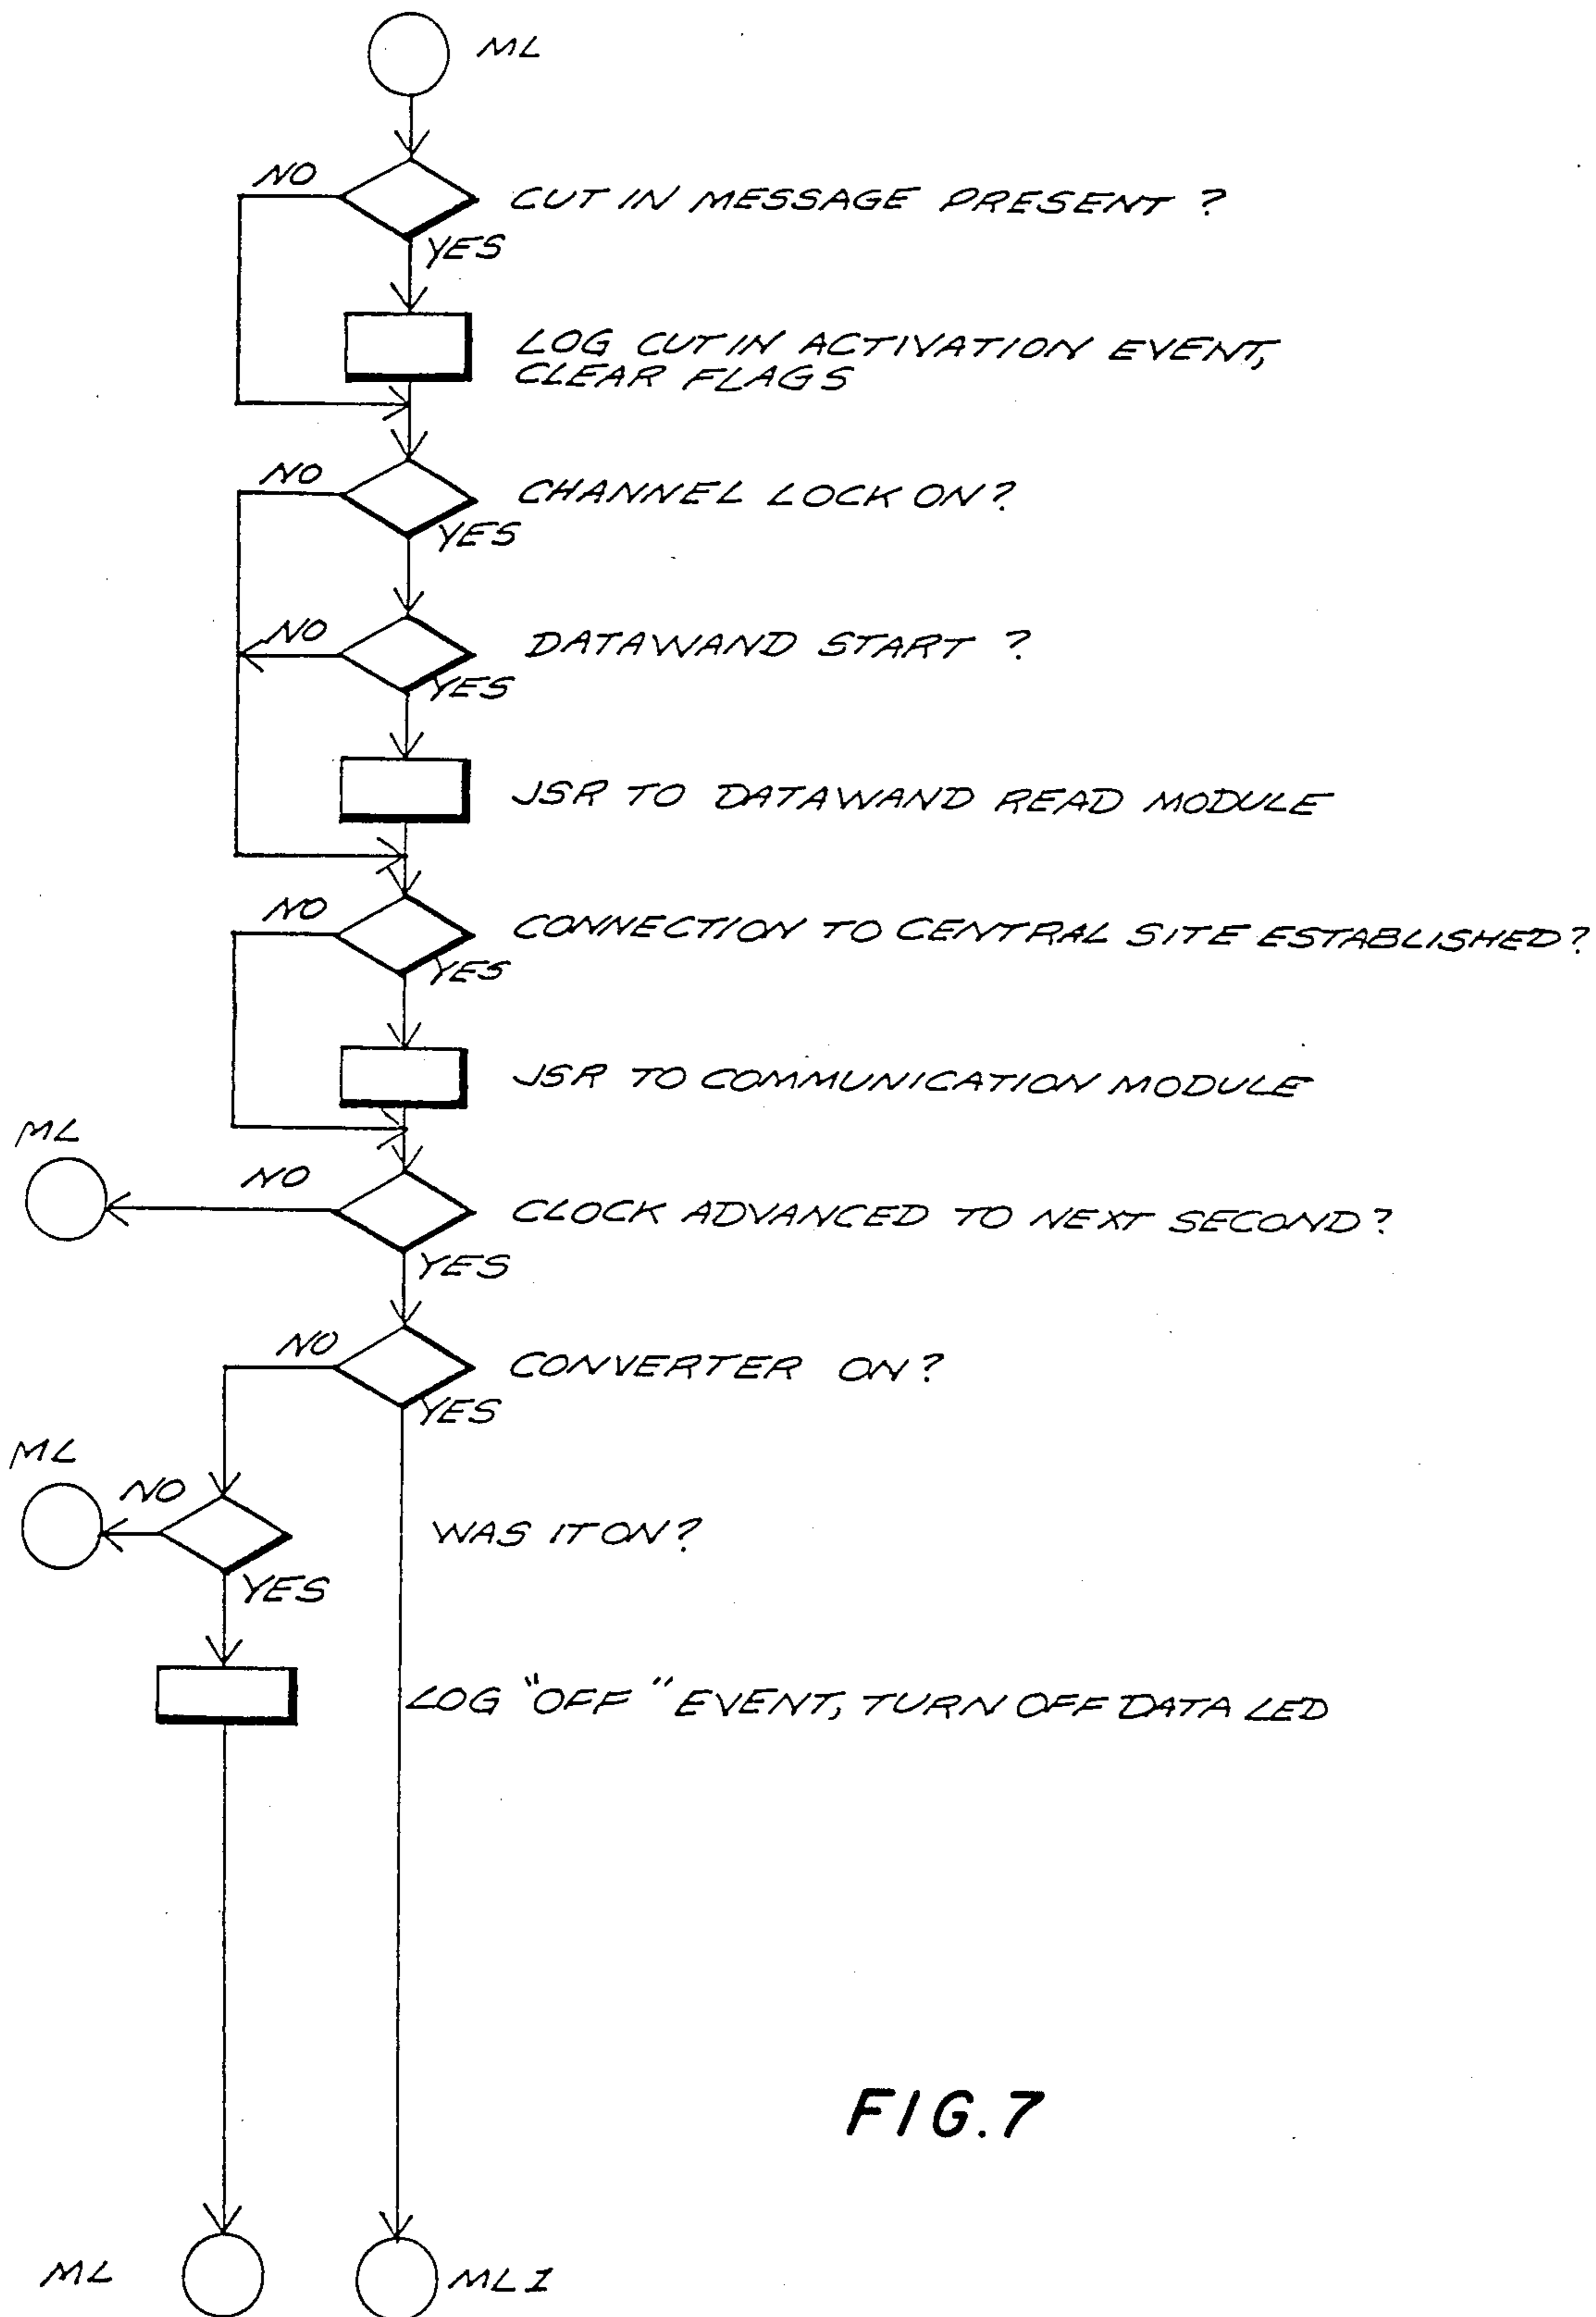 ML
NO
CUT IN MESSAGE PRESENT ?
YES
LOG CUT IN ACTIVATION EVENT,
CLEAR FLAGS
NO
CHANNEL LOCK ON?
YES
NO
DATAWAND START ?
YES
JSR TO DATAWAND READ MODULE
NO
CONNECTION TO CENTRAL SITE ESTABLISHED?
YES
JSR TO COMMUNICATION MODULE
ML
NO
CLOCK ADVANCED TO NEXT SECOND?
YES
NO
CONVERTER ON?
YES
ML
NO
WAS IT ON?
YES
LOG "OFF" EVENT, TURN OFF DATA LED
FIG.7
ML
ML I